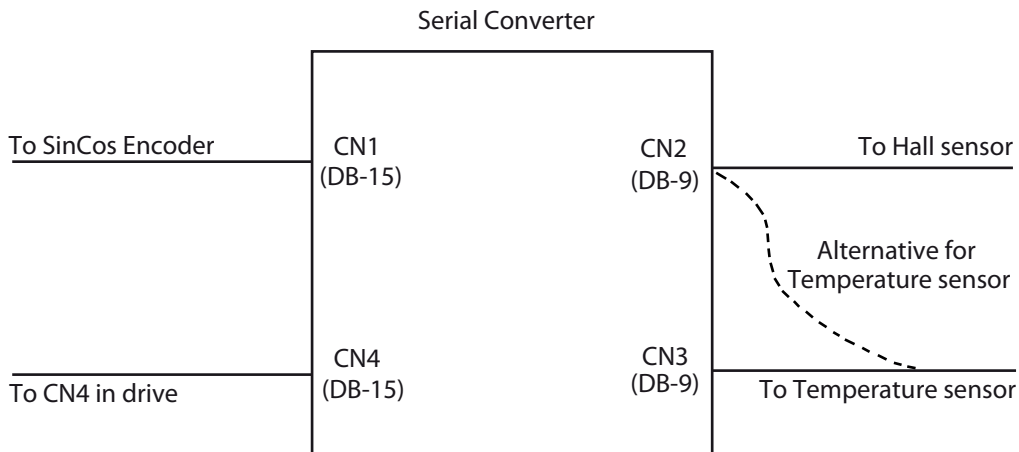 Serial Converter
To SinCos Encoder
CN1
(DB-15)
CN2
(DB-9)
To Hall sensor
Alternative for
Temperature sensor
CN4
(DB-15)
To CN4 in drive
CN3
(DB-9)
To Temperature sensor